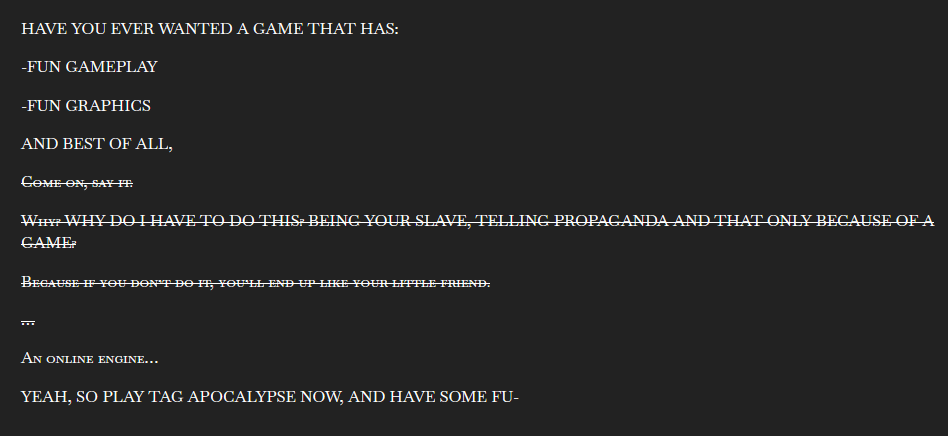 HAVE YOU EVER WANTED A GAME THAT HAS:
-FUN GAMEPLAY
-FUN GRAPHICS
AND BEST OF ALL,
Come on, say it.
Why? WHY DO I HAVE TO DO THIS? BEING YOUR SLAVE, TELLING PROPAGANDA AND THAT ONLY BECAUSE OF A
GAME?
Because if you don't do it, you'll end up like your little friend.
...
An online engine...
YEAH, SO PLAY TAG APOCALYPSE NOW, AND HAVE SOME FU-